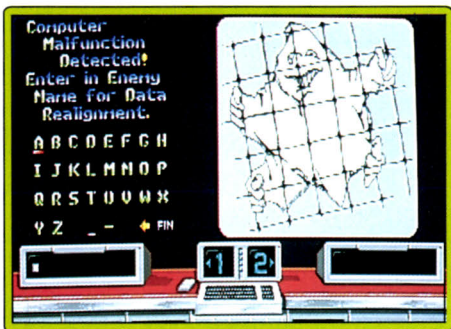 Computer
Malfunction
Detected!
Enter in Enemy
Name for Data
Realignment.
A B C D E F G H
I J K L M N O P
Q R S T U V W X
Y Z _ - ← FIN
1 2